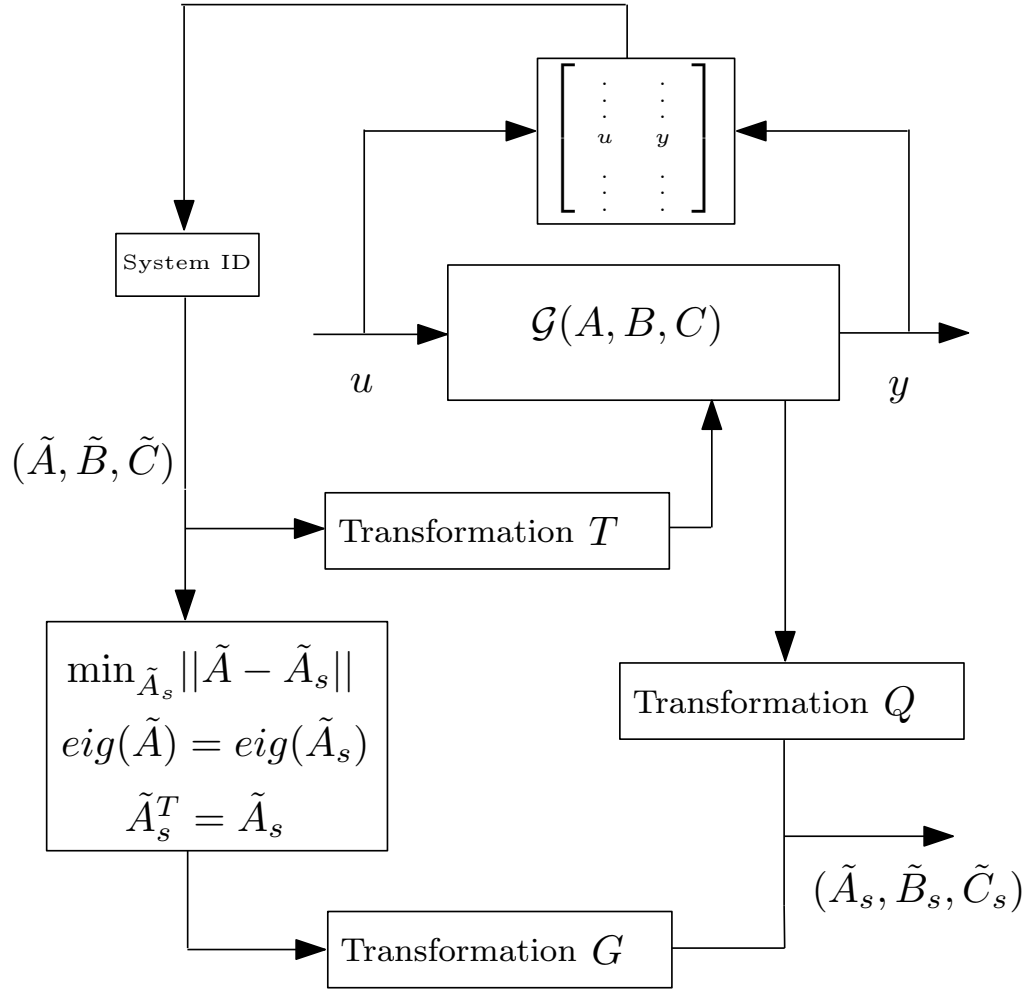 u y
System ID
𝒢(A, B, C)
u
y
(Ã, B̃, C̃)
Transformation T
min_{Ã_s} ||Ã − Ã_s||
eig(Ã) = eig(Ã_s)
Ã_s^T = Ã_s
Transformation Q
(Ã_s, B̃_s, C̃_s)
Transformation G